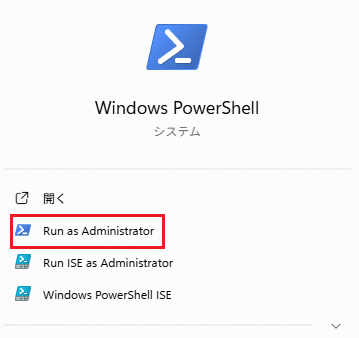 Windows PowerShell
システム
開く
Run as Administrator
Run ISE as Administrator
Windows PowerShell ISE